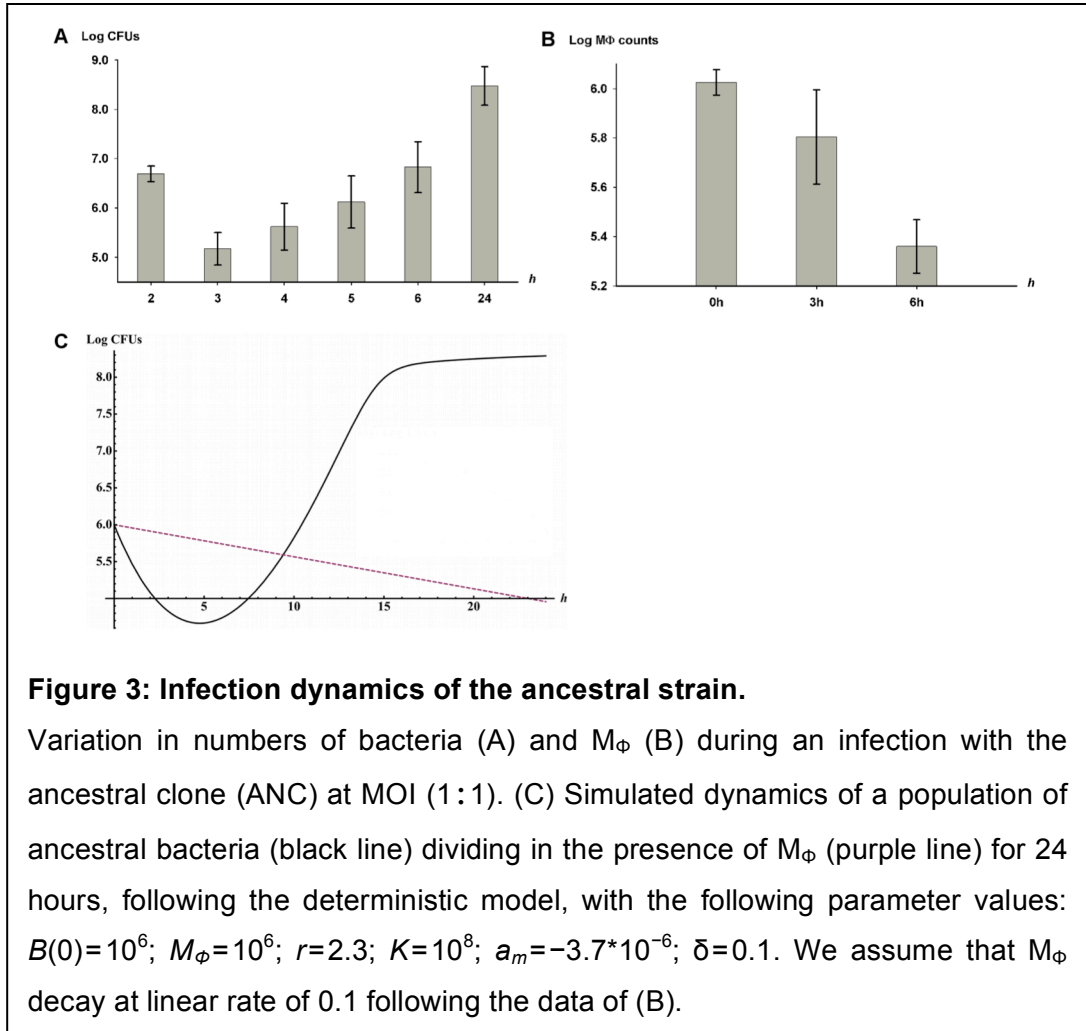 A Log CFUs
9.0
8.0
7.0
6.0
5.0
2 3 4 5 6 24 h
B Log MΦ counts
6.0
5.8
5.6
5.4
5.2
0h 3h 6h h
C Log CFUs
8.0
7.5
7.0
6.5
6.0
5.5
5 10 15 20 h
Figure 3: Infection dynamics of the ancestral strain.
Variation in numbers of bacteria (A) and MΦ (B) during an infection with the
ancestral clone (ANC) at MOI (1∶1). (C) Simulated dynamics of a population of
ancestral bacteria (black line) dividing in the presence of MΦ (purple line) for 24
hours, following the deterministic model, with the following parameter values:
B(0)=10⁶; MΦ=10⁶; r=2.3; K=10⁸; aₘ=−3.7*10⁻⁶; δ=0.1. We assume that MΦ
decay at linear rate of 0.1 following the data of (B).